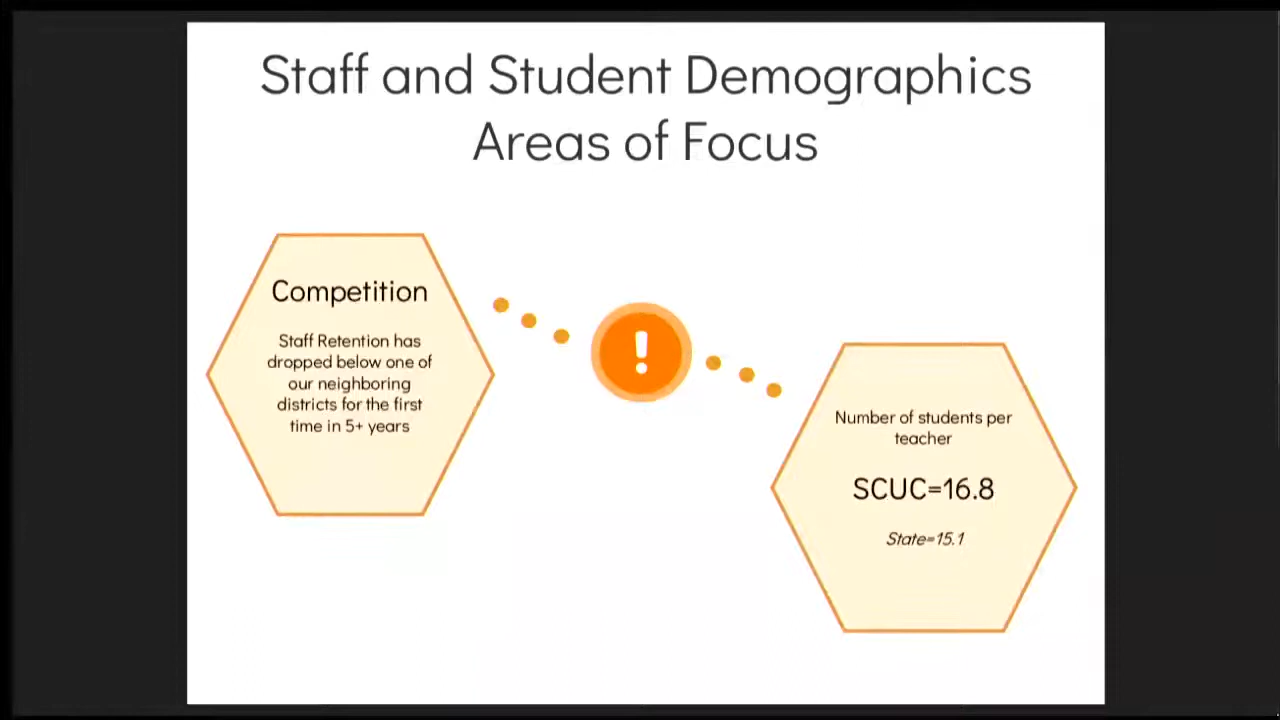 Staff and Student Demographics
Areas of Focus
Competition
Staff Retention has
dropped below one of
our neighboring
districts for the first
time in 5+ years
!
Number of students per
teacher
SCUC=16.8
State=15.1